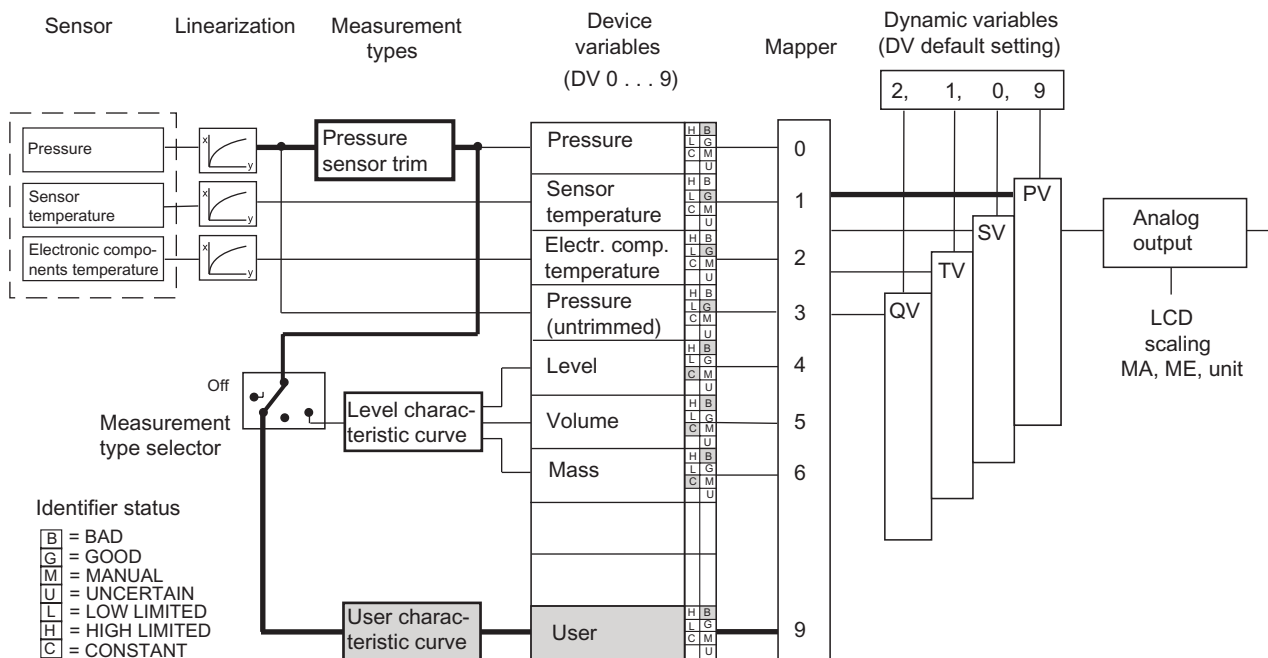 Sensor
Linearization
Measurement
types
Device
variables
(DV 0 . . . 9)
Mapper
Dynamic variables
(DV default setting)
2, 1, 0, 9
Pressure
x
y
Pressure
sensor trim
Pressure
H B
L G
C M
U
0
Sensor
temperature
x
y
Sensor
temperature
H B
L G
C M
U
1
PV
Electronic compo-
nents temperature
x
y
Electr. comp.
temperature
H B
L G
C M
U
2
SV
TV
QV
Analog
output
Pressure
(untrimmed)
H B
L G
C M
U
3
LCD
scaling
MA, ME, unit
Off
Measurement
type selector
Level charac-
teristic curve
Level
H B
L G
C M
U
4
Volume
H B
L G
C M
U
5
Mass
H B
L G
C M
U
6
Identifier status
B = BAD
G = GOOD
M = MANUAL
U = UNCERTAIN
L = LOW LIMITED
H = HIGH LIMITED
C = CONSTANT
User charac-
teristic curve
User
H B
L G
C M
U
9